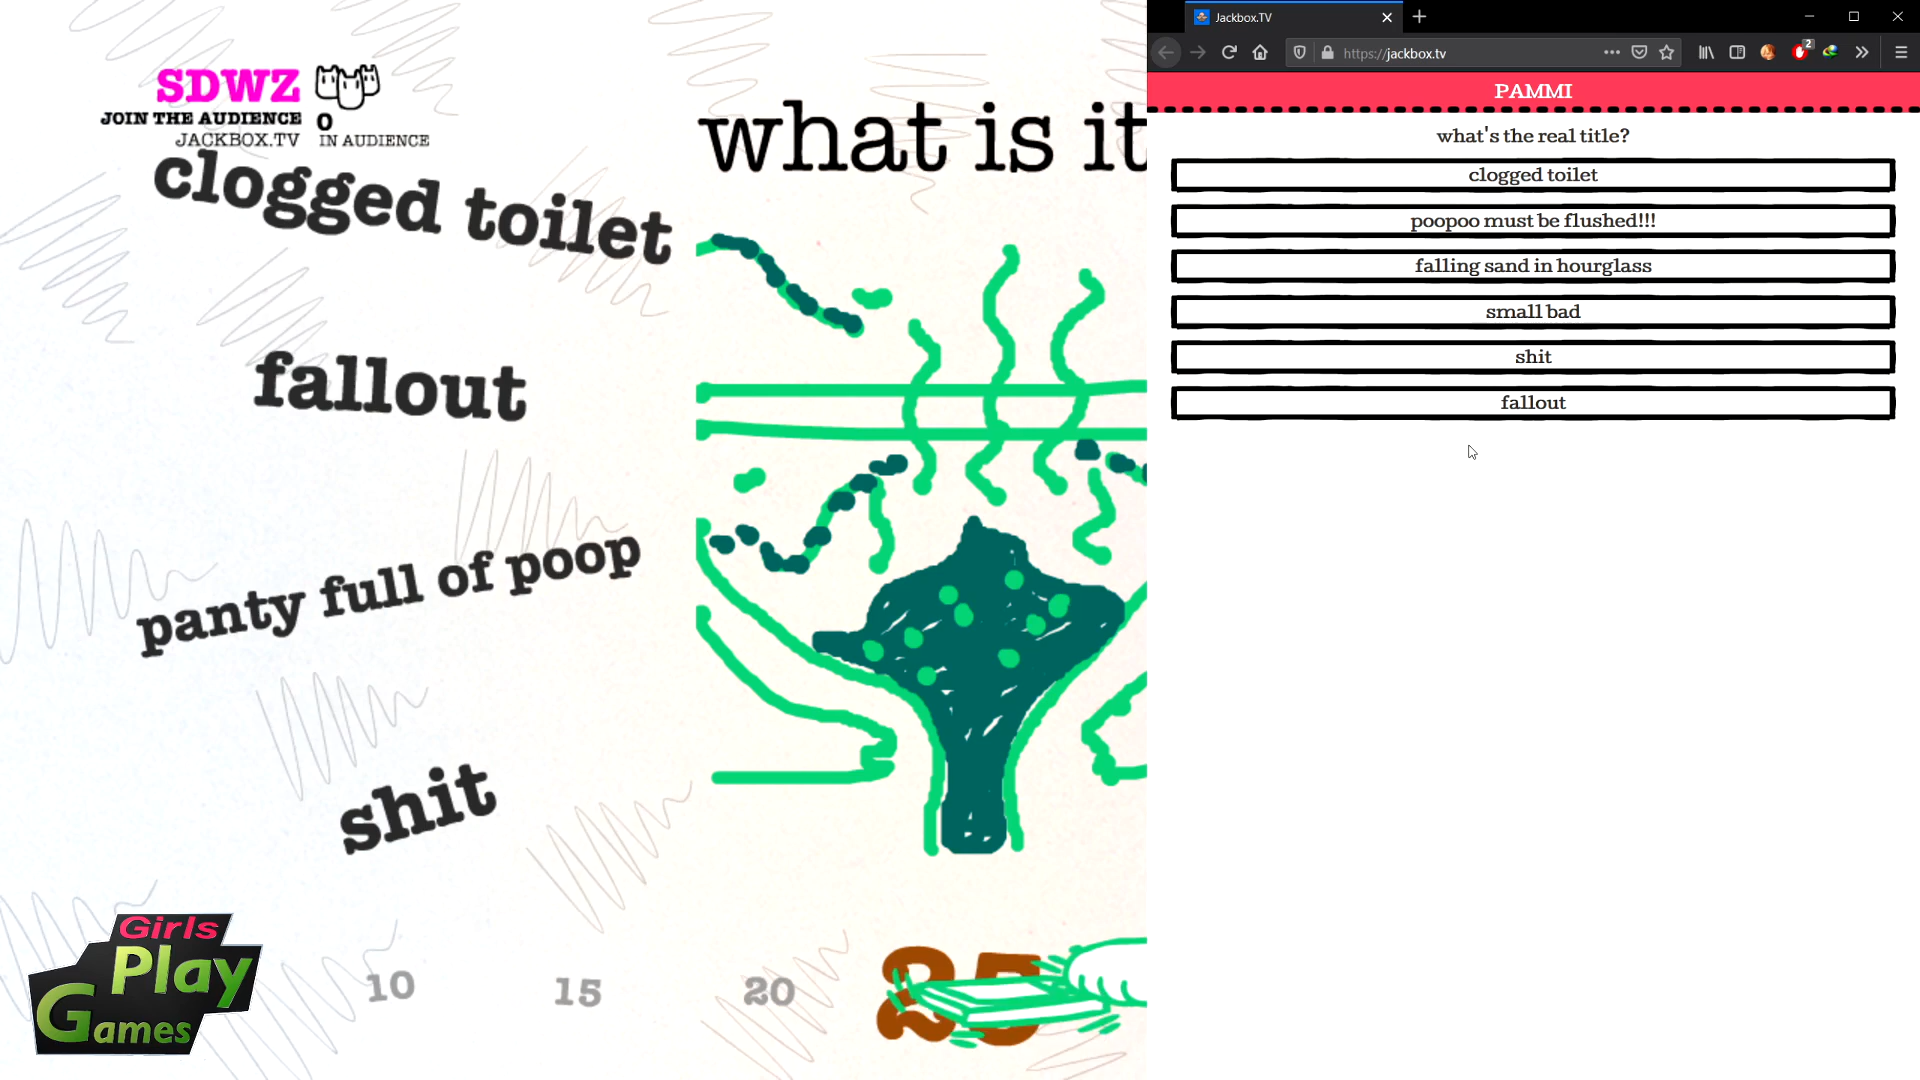 SDWZ
JOIN THE AUDIENCE
JACKBOX.TV
0
IN AUDIENCE
what is it
clogged toilet
fallout
panty full of poop
shit
10
15
20
25
Girls
Play
Games
Jackbox.TV
https://jackbox.tv
2
PAMMI
what's the real title?
clogged toilet
poopoo must be flushed!!!
falling sand in hourglass
small bad
shit
fallout